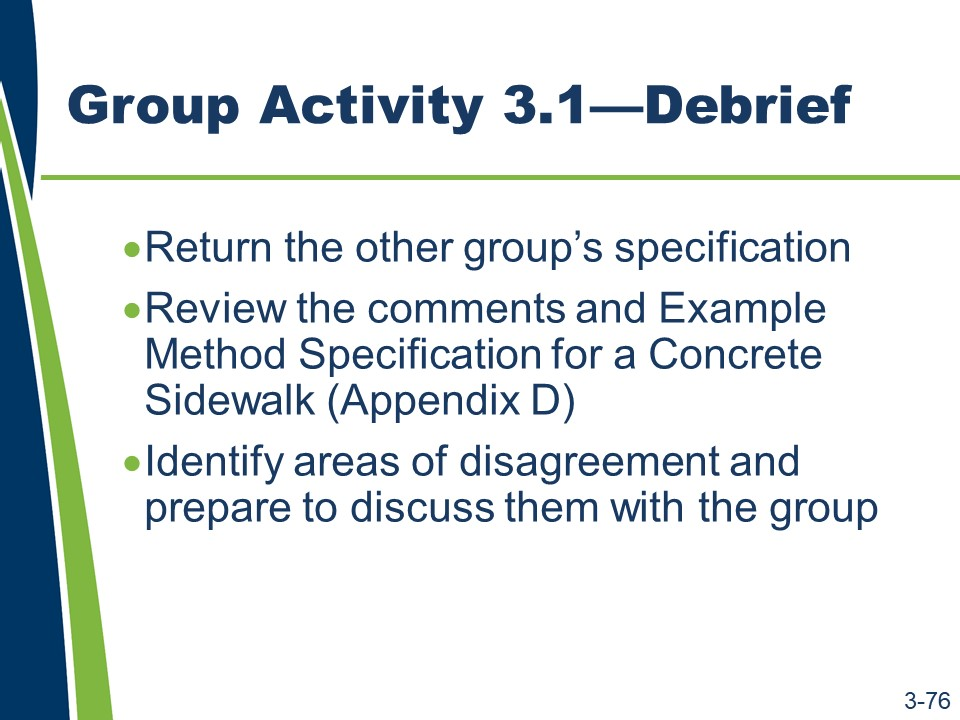 Group Activity 3.1—Debrief
•Return the other group’s specification
•Review the comments and Example
Method Specification for a Concrete
Sidewalk (Appendix D)
•Identify areas of disagreement and
prepare to discuss them with the group
3-76